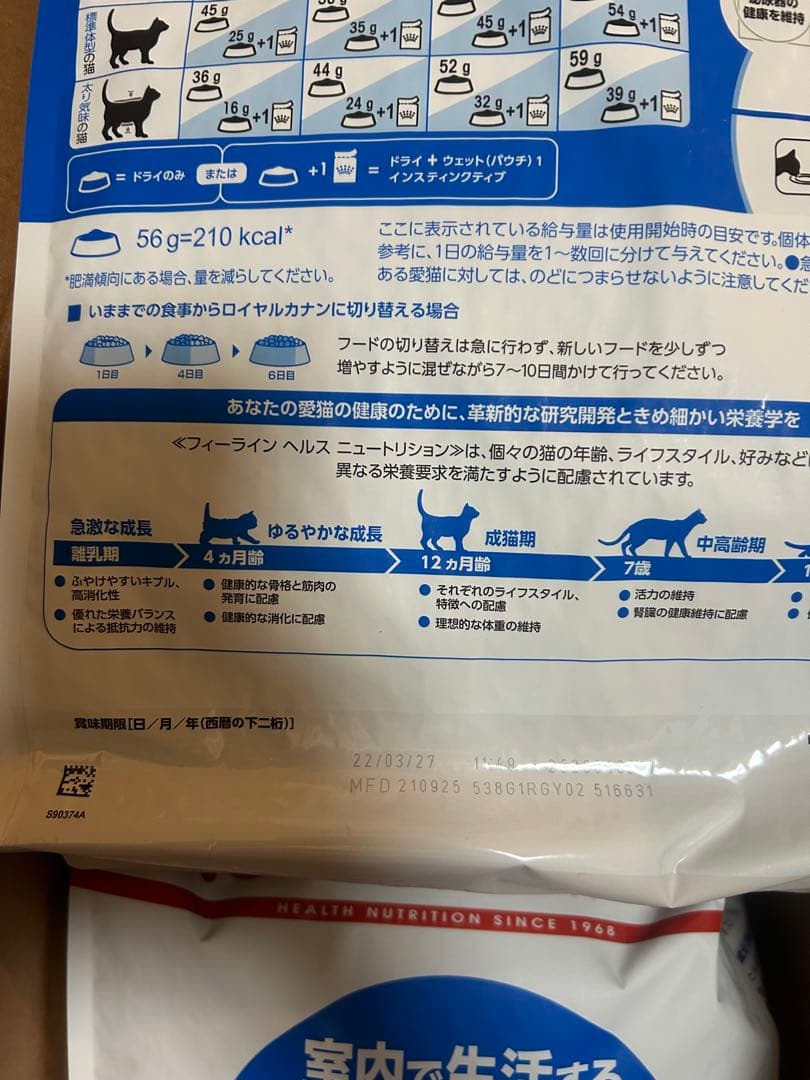 45 g
25 g +1
35 g +1
45 g +1
54 g +1
標準体型の猫
36 g
16 g +1
44 g
24 g +1
52 g
32 g +1
59 g
39 g +1
太り気味の猫
健康を維持
= ドライのみ または +1 = ドライ + ウェット(パウチ) 1
インスティンクティブ
56 g=210 kcal*
*肥満傾向にある場合、量を減らしてください。
ここに表示されている給与量は使用開始時の目安です。個体
参考に、1日の給与量を1〜数回に分けて与えてください。●急
ある愛猫に対しては、のどにつまらせないように注意してくだ
■ いままでの食事からロイヤルカナンに切り替える場合
1日目 4日目 6日目
フードの切り替えは急に行わず、新しいフードを少しずつ
増やすように混ぜながら7〜10日間かけて行ってください。
あなたの愛猫の健康のために、革新的な研究開発ときめ細かい栄養学を
≪フィーライン ヘルス ニュートリション≫は、個々の猫の年齢、ライフスタイル、好みなど
異なる栄養要求を満たすように配慮されています。
急激な成長
離乳期
● ふやけやすいキブル、
高消化性
● 優れた栄養バランス
による抵抗力の維持
ゆるやかな成長
4 ヵ月齢
● 健康的な骨格と筋肉の
発育に配慮
● 健康的な消化に配慮
成猫期
12 ヵ月齢
● それぞれのライフスタイル、
特徴への配慮
● 理想的な体重の維持
中高齢期
7歳
● 活力の維持
● 腎臓の健康維持に配慮
賞味期限[日/月/年(西暦の下二桁)]
22/03/27 11:49
MFD 210925 538G1RGY02 516631
S90374A
HEALTH NUTRITION SINCE 1968
室内で生活する